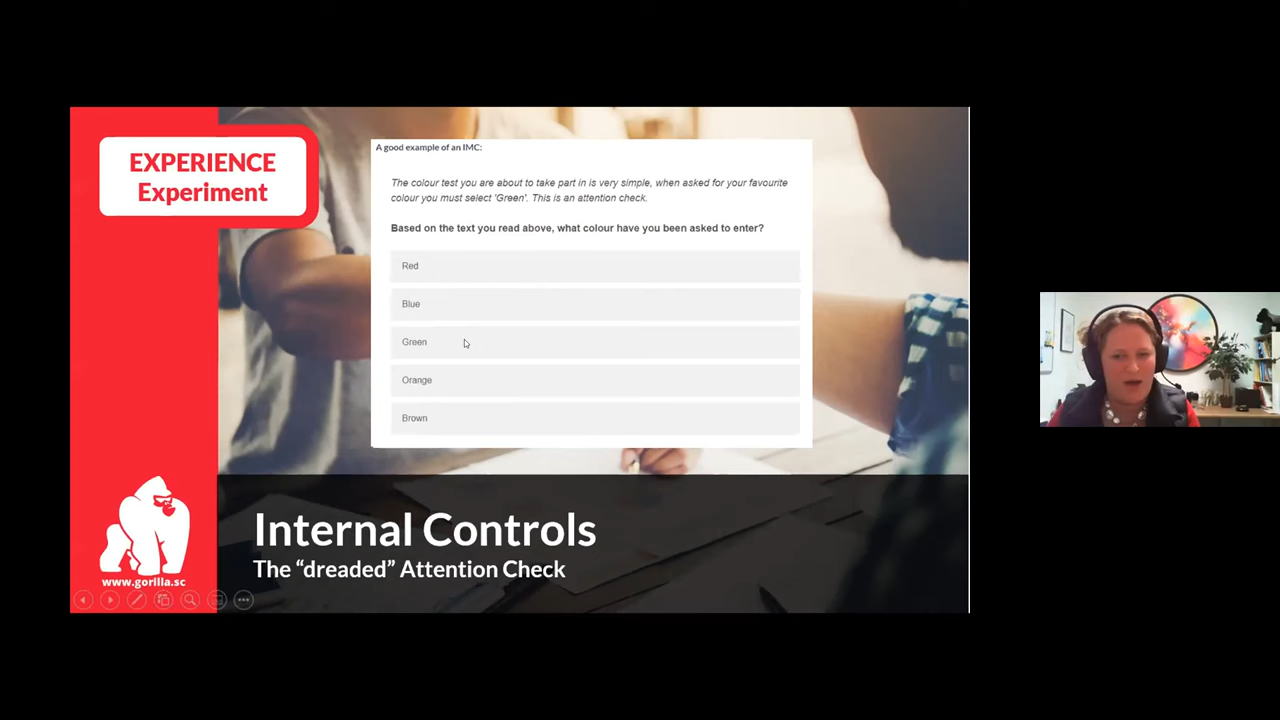 EXPERIENCE
Experiment
A good example of an IMC:
The colour test you are about to take part in is very simple, when asked for your favourite
colour you must select 'Green'. This is an attention check.
Based on the text you read above, what colour have you been asked to enter?
Red
Blue
Green
Orange
Brown
www.gorilla.sc
Internal Controls
The “dreaded” Attention Check